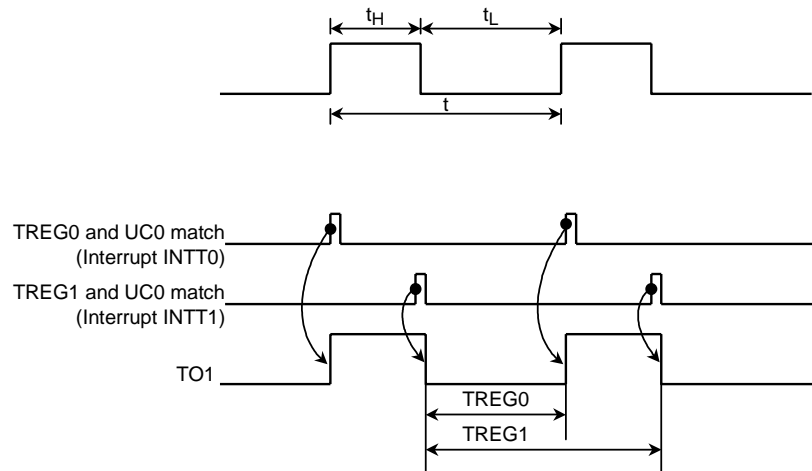 tH
tL
t
TREG0 and UC0 match
(Interrupt INTT0)
TREG1 and UC0 match
(Interrupt INTT1)
TO1
TREG0
TREG1